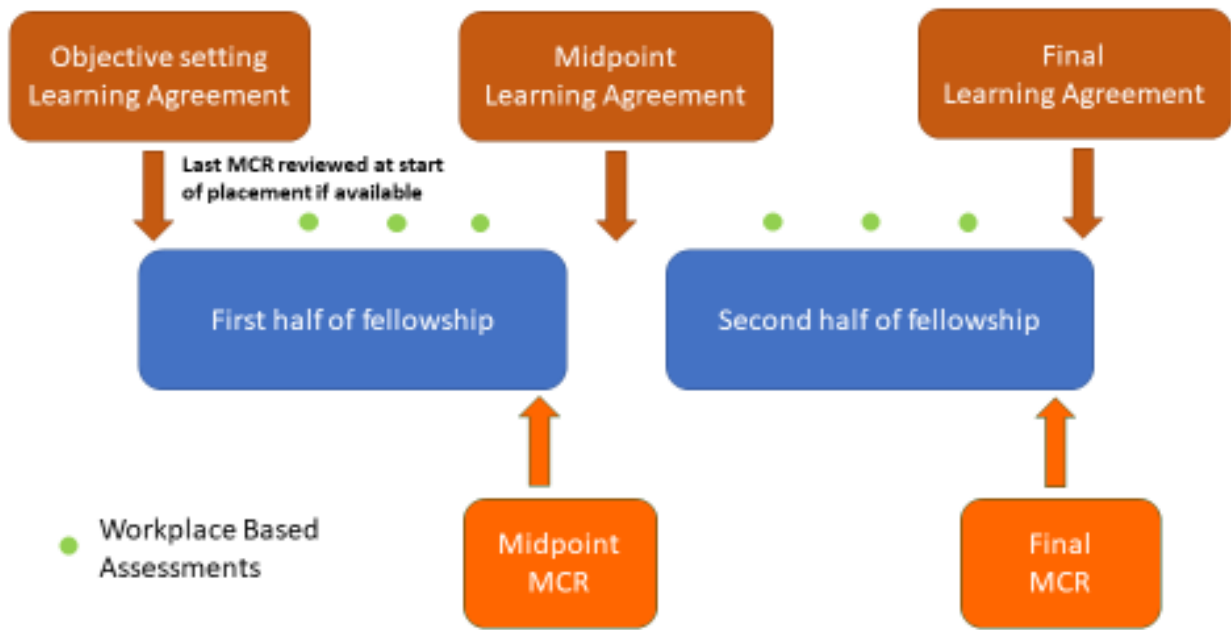 Objective setting
Learning Agreement
Midpoint
Learning Agreement
Final
Learning Agreement
Last MCR reviewed at start
of placement if available
First half of fellowship
Second half of fellowship
Workplace Based
Assessments
Midpoint
MCR
Final
MCR